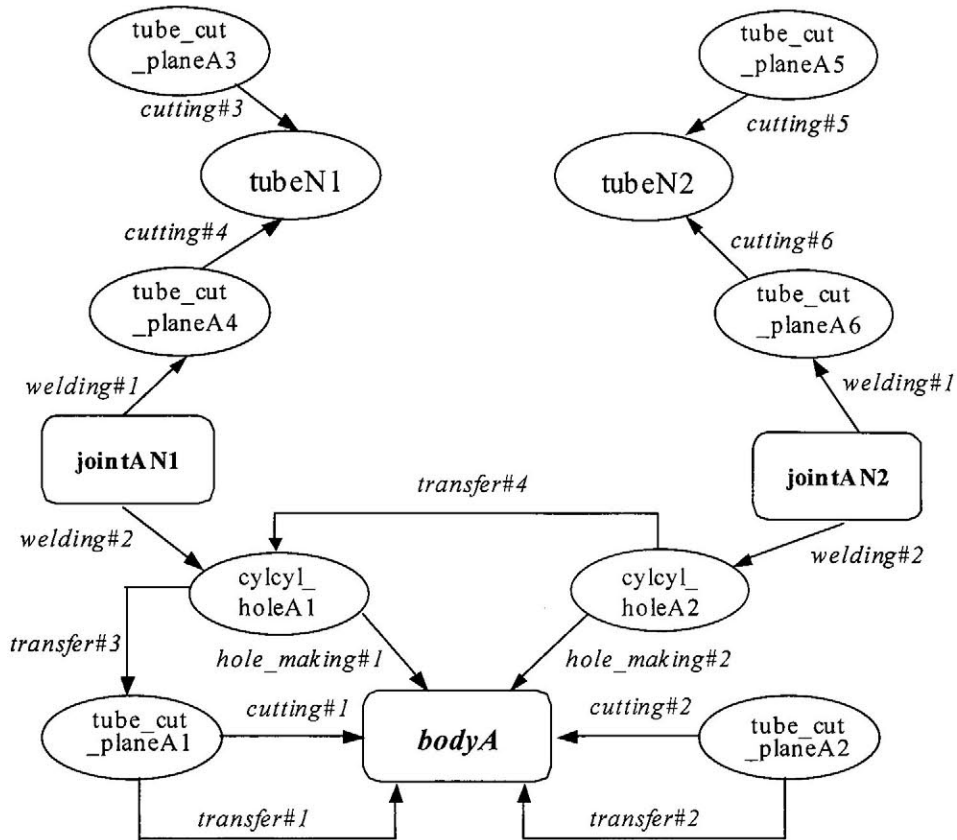 tube_cut
_planeA3
tube_cut
_planeA5
cutting#3
cutting#5
tubeN1
tubeN2
cutting#4
cutting#6
tube_cut
_planeA4
tube_cut
_planeA6
welding#1
welding#1
jointAN1
jointAN2
transfer#4
welding#2
welding#2
cylcyl_
holeA1
cylcyl_
holeA2
transfer#3
hole_making#1
hole_making#2
tube_cut
_planeA1
cutting#1
bodyA
cutting#2
tube_cut
_planeA2
transfer#1
transfer#2